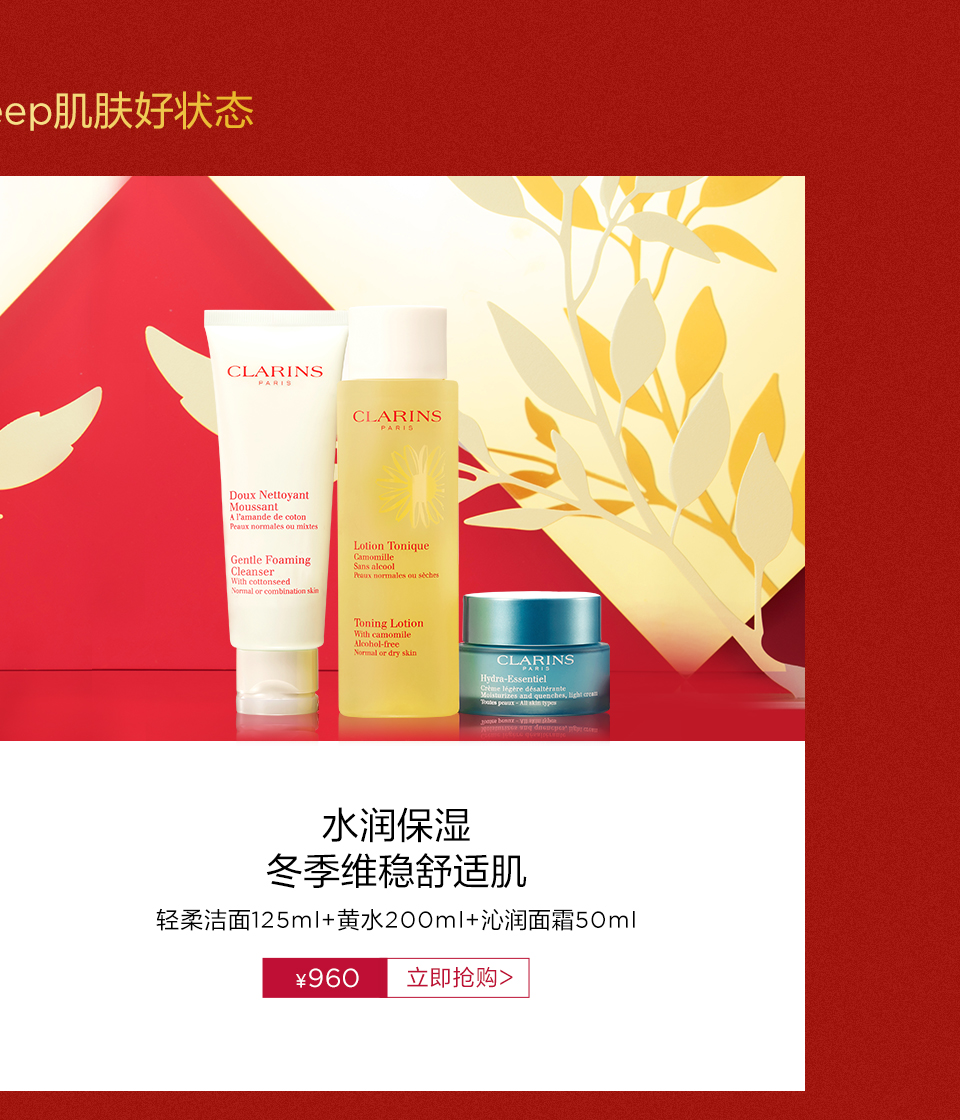 eep肌肤好状态
CLARINS
PARIS
Doux Nettoyant
Moussant
A l'amande de coton
Peaux normales ou mixtes
Gentle Foaming
Cleanser
With cottonseed
Normal or combination skin
CLARINS
PARIS
Lotion Tonique
Camomille
Sans alcool
Peaux normales ou sèches
Toning Lotion
With camomile
Alcohol-free
Normal or dry skin
CLARINS
PARIS
Hydra-Essentiel
Crème légère désaltérante
Moisturizes and quenches, light cream
Toutes peaux - All skin types
水润保湿
冬季维稳舒适肌
轻柔洁面125ml+黄水200ml+沁润面霜50ml
¥960 立即抢购>